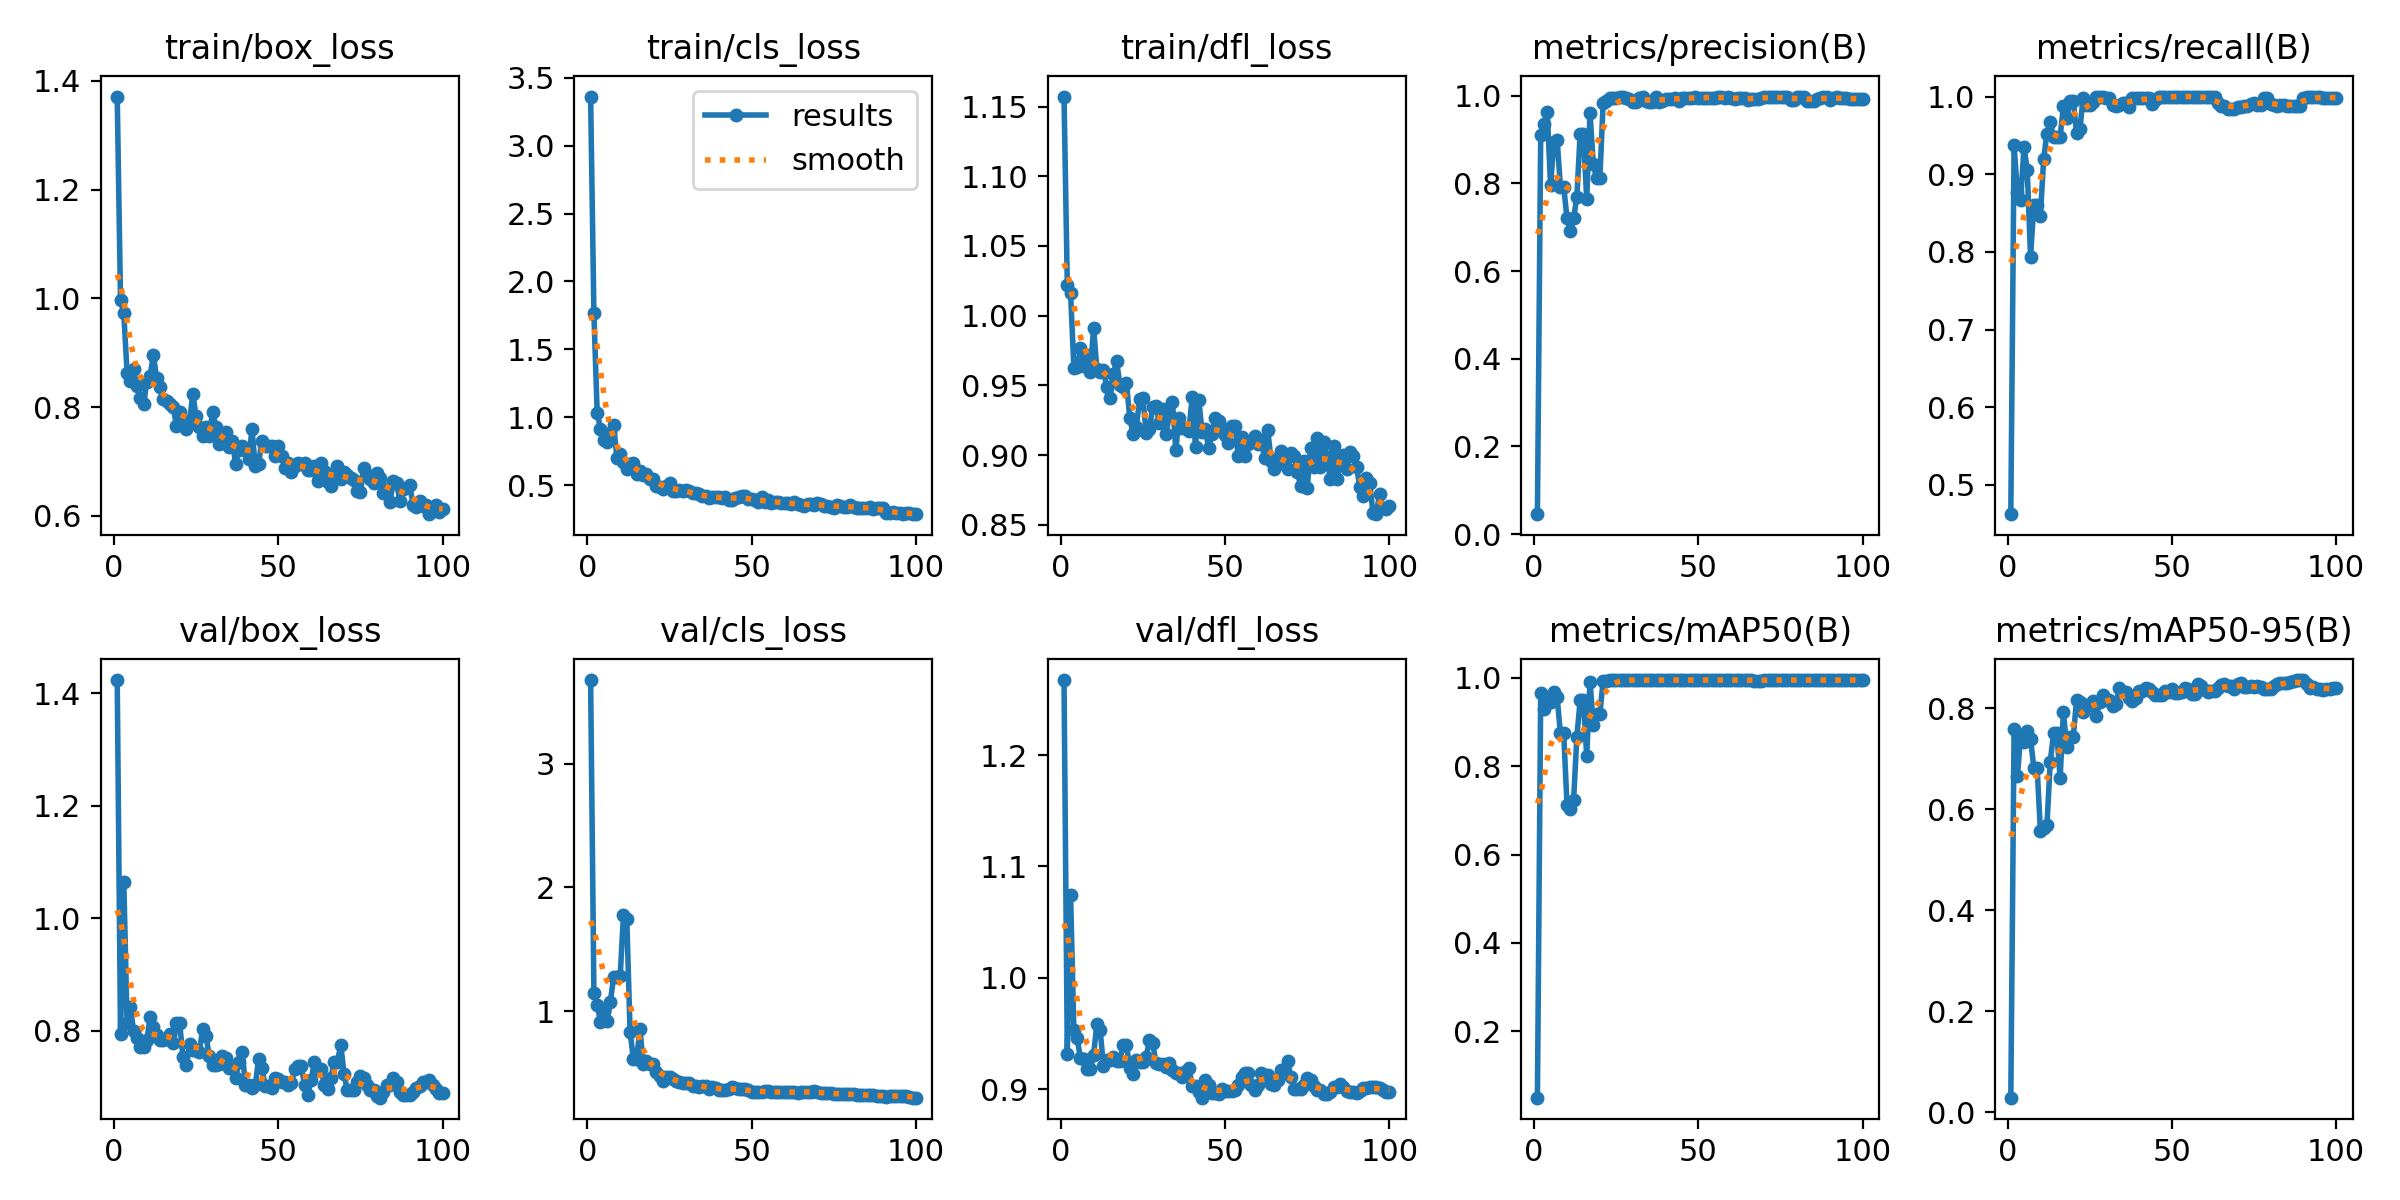 train/box_loss
1.4
1.2
1.0
0.8
0.6
0 50 100
train/cls_loss
3.5
3.0
2.5
2.0
1.5
1.0
0.5
0 50 100
results
smooth
train/dfl_loss
1.15
1.10
1.05
1.00
0.95
0.90
0.85
0 50 100
metrics/precision(B)
1.0
0.8
0.6
0.4
0.2
0.0
0 50 100
metrics/recall(B)
1.0
0.9
0.8
0.7
0.6
0.5
0 50 100
val/box_loss
1.4
1.2
1.0
0.8
0 50 100
val/cls_loss
3
2
1
0 50 100
val/dfl_loss
1.2
1.1
1.0
0.9
0 50 100
metrics/mAP50(B)
1.0
0.8
0.6
0.4
0.2
0 50 100
metrics/mAP50-95(B)
0.8
0.6
0.4
0.2
0.0
0 50 100